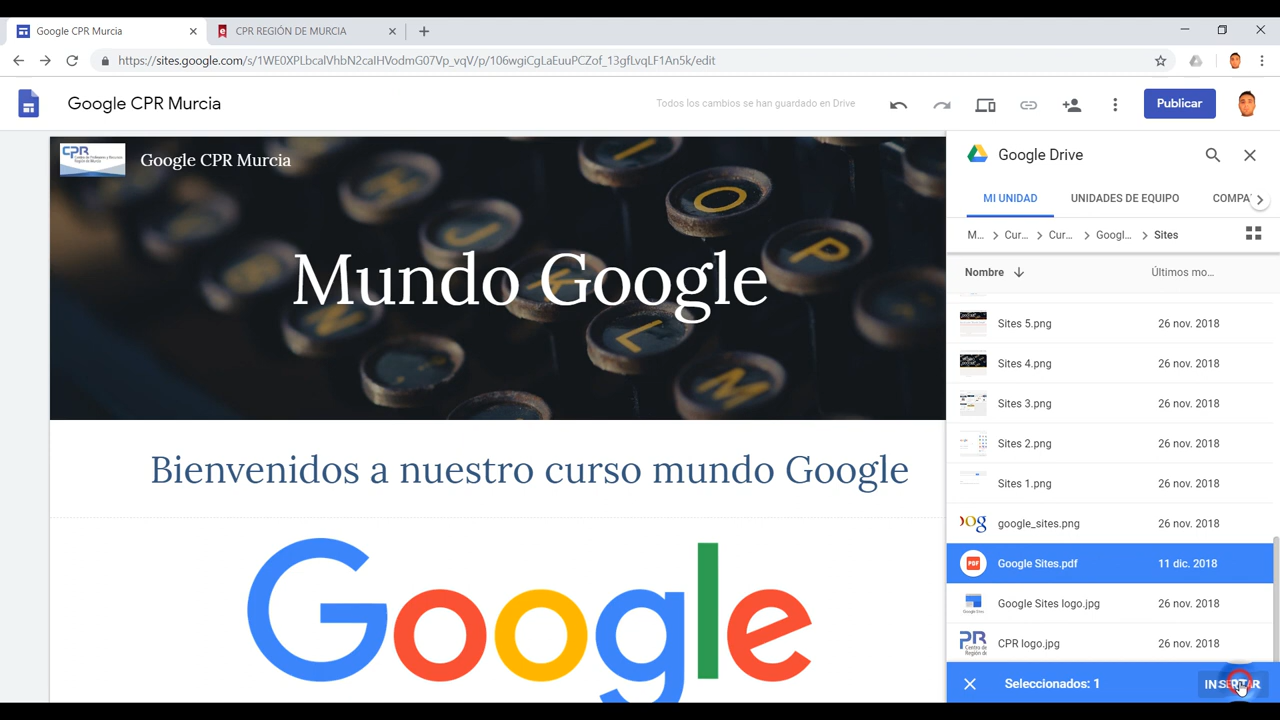 Google CPR Murcia
CPR REGIÓN DE MURCIA
https://sites.google.com/s/1WE0XPLbcalVhbN2caIHVodmG07Vp_vqV/p/106wgiCgLaEuuPCZof_13gfLvqLF1An5k/edit
Google CPR Murcia
Todos los cambios se han guardado en Drive
Publicar
CPR
Google CPR Murcia
Mundo Google
Bienvenidos a nuestro curso mundo Google
Google
Google Drive
MI UNIDAD
UNIDADES DE EQUIPO
COMPA
M... Cur... Cur... Googl... Sites
Nombre
Últimos mo...
Sites 5.png 26 nov. 2018
Sites 4.png 26 nov. 2018
Sites 3.png 26 nov. 2018
Sites 2.png 26 nov. 2018
Sites 1.png 26 nov. 2018
google_sites.png 26 nov. 2018
PDF Google Sites.pdf 11 dic. 2018
Google Sites logo.jpg 26 nov. 2018
CPR logo.jpg 26 nov. 2018
Seleccionados: 1
INSERTAR